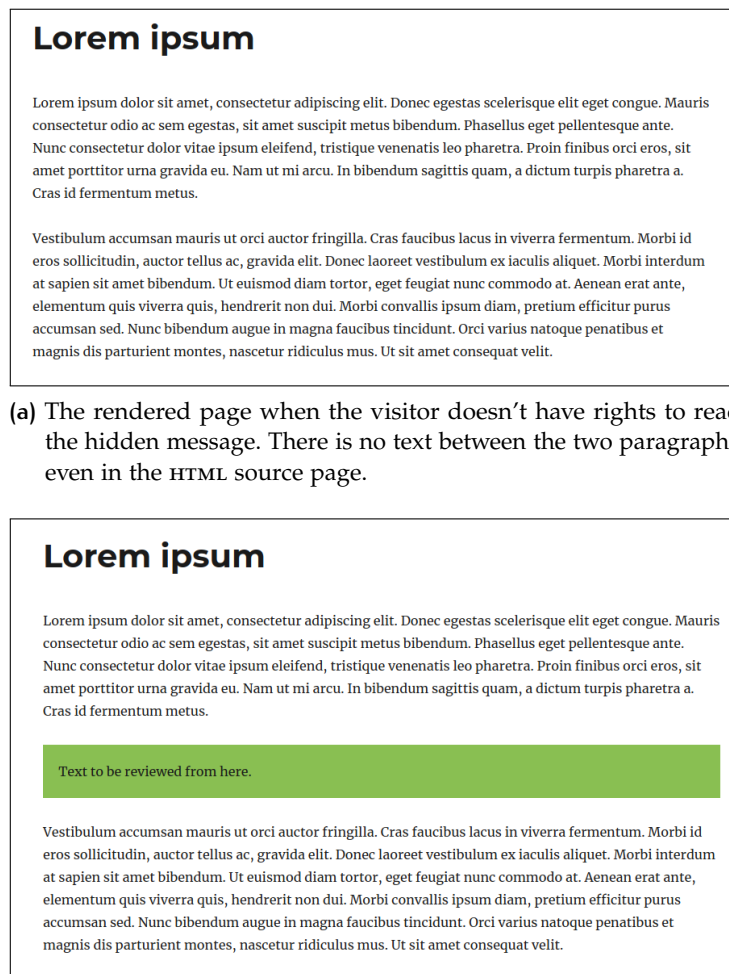 Lorem ipsum
Lorem ipsum dolor sit amet, consectetur adipiscing elit. Donec egestas scelerisque elit eget congue. Mauris
consectetur odio ac sem egestas, sit amet suscipit metus bibendum. Phasellus eget pellentesque ante.
Nunc consectetur dolor vitae ipsum eleifend, tristique venenatis leo pharetra. Proin finibus orci eros, sit
amet porttitor urna gravida eu. Nam ut mi arcu. In bibendum sagittis quam, a dictum turpis pharetra a.
Cras id fermentum metus.
Vestibulum accumsan mauris ut orci auctor fringilla. Cras faucibus lacus in viverra fermentum. Morbi id
eros sollicitudin, auctor tellus ac, gravida elit. Donec laoreet vestibulum ex iaculis aliquet. Morbi interdum
at sapien sit amet bibendum. Ut euismod diam tortor, eget feugiat nunc commodo at. Aenean erat ante,
elementum quis viverra quis, hendrerit non dui. Morbi convallis ipsum diam, pretium efficitur purus
accumsan sed. Nunc bibendum augue in magna faucibus tincidunt. Orci varius natoque penatibus et
magnis dis parturient montes, nascetur ridiculus mus. Ut sit amet consequat velit.
(a) The rendered page when the visitor doesn't have rights to read
the hidden message. There is no text between the two paragraph
even in the HTML source page.
Lorem ipsum
Lorem ipsum dolor sit amet, consectetur adipiscing elit. Donec egestas scelerisque elit eget congue. Mauris
consectetur odio ac sem egestas, sit amet suscipit metus bibendum. Phasellus eget pellentesque ante.
Nunc consectetur dolor vitae ipsum eleifend, tristique venenatis leo pharetra. Proin finibus orci eros, sit
amet porttitor urna gravida eu. Nam ut mi arcu. In bibendum sagittis quam, a dictum turpis pharetra a.
Cras id fermentum metus.
Text to be reviewed from here.
Vestibulum accumsan mauris ut orci auctor fringilla. Cras faucibus lacus in viverra fermentum. Morbi id
eros sollicitudin, auctor tellus ac, gravida elit. Donec laoreet vestibulum ex iaculis aliquet. Morbi interdum
at sapien sit amet bibendum. Ut euismod diam tortor, eget feugiat nunc commodo at. Aenean erat ante,
elementum quis viverra quis, hendrerit non dui. Morbi convallis ipsum diam, pretium efficitur purus
accumsan sed. Nunc bibendum augue in magna faucibus tincidunt. Orci varius natoque penatibus et
magnis dis parturient montes, nascetur ridiculus mus. Ut sit amet consequat velit.